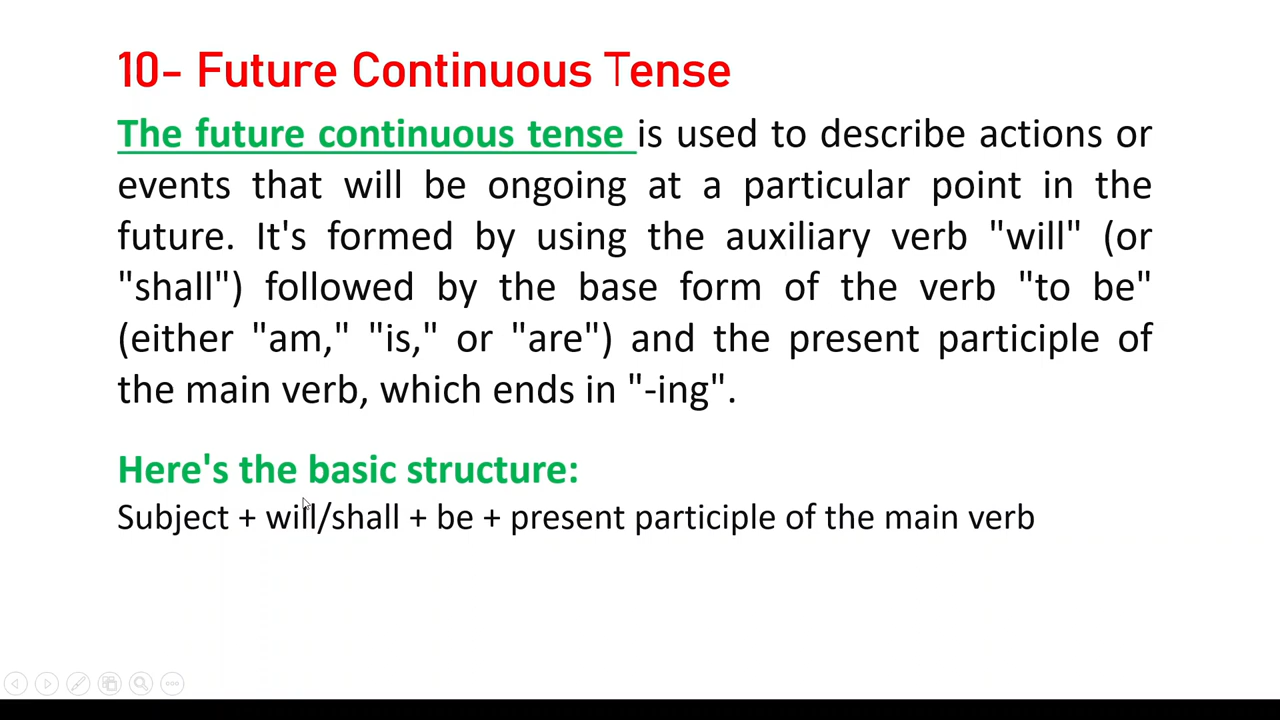 10- Future Continuous Tense
The future continuous tense is used to describe actions or
events that will be ongoing at a particular point in the
future. It's formed by using the auxiliary verb "will" (or
"shall") followed by the base form of the verb "to be"
(either "am," "is," or "are") and the present participle of
the main verb, which ends in "-ing".
Here's the basic structure:
Subject + will/shall + be + present participle of the main verb